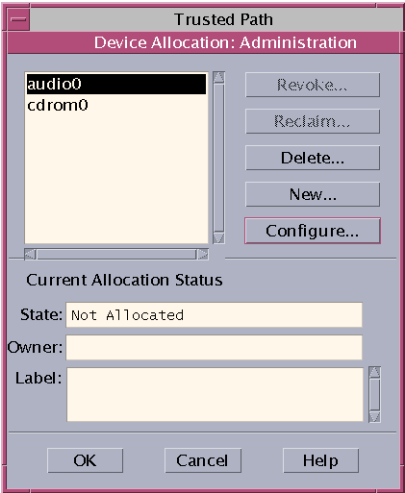 Trusted Path
Device Allocation: Administration
audio0
cdrom0
Revoke...
Reclaim...
Delete...
New...
Configure...
Current Allocation Status
State: Not Allocated
Owner:
Label:
OK Cancel Help